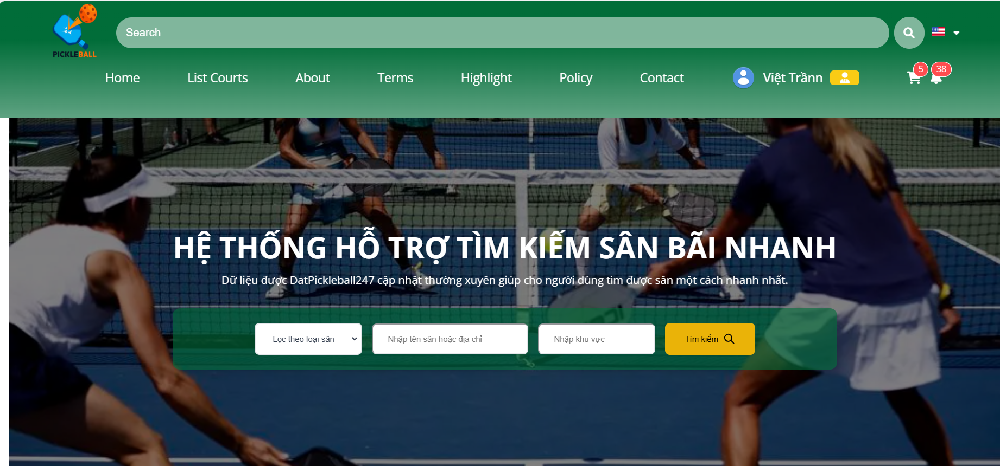 Search
PICKLEBALL
Home List Courts About Terms Highlight Policy Contact Việt Trầnn 5 38
HỆ THỐNG HỖ TRỢ TÌM KIẾM SÂN BÃI NHANH
Dữ liệu được DatPickleball247 cập nhật thường xuyên giúp cho người dùng tìm được sân một cách nhanh nhất.
Lọc theo loại sân Nhập tên sân hoặc địa chỉ Nhập khu vực Tìm kiếm